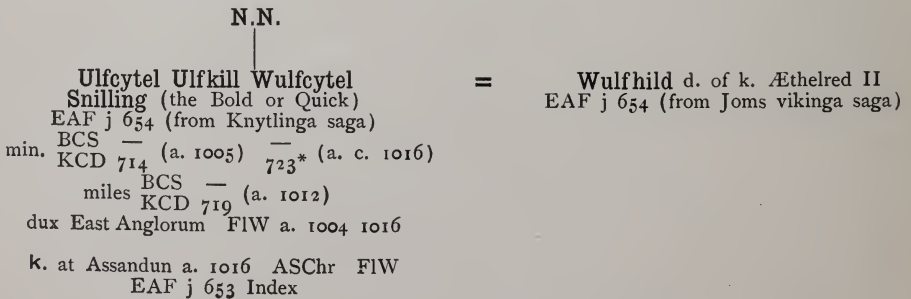 N.N.
Ulfcytel Ulfkill Wulfcytel = Wulfhild d. of k. Æthelred II
Snilling (the Bold or Quick) EAF j 654 (from Joms vikinga saga)
EAF j 654 (from Knytlinga saga)
min. BCS — KCD 714 (a. 1005) — 723* (a. c. 1016)
miles BCS — KCD 719 (a. 1012)
dux East Anglorum FlW a. 1004 1016
k. at Assandun a. 1016 ASChr FlW
EAF j 653 Index